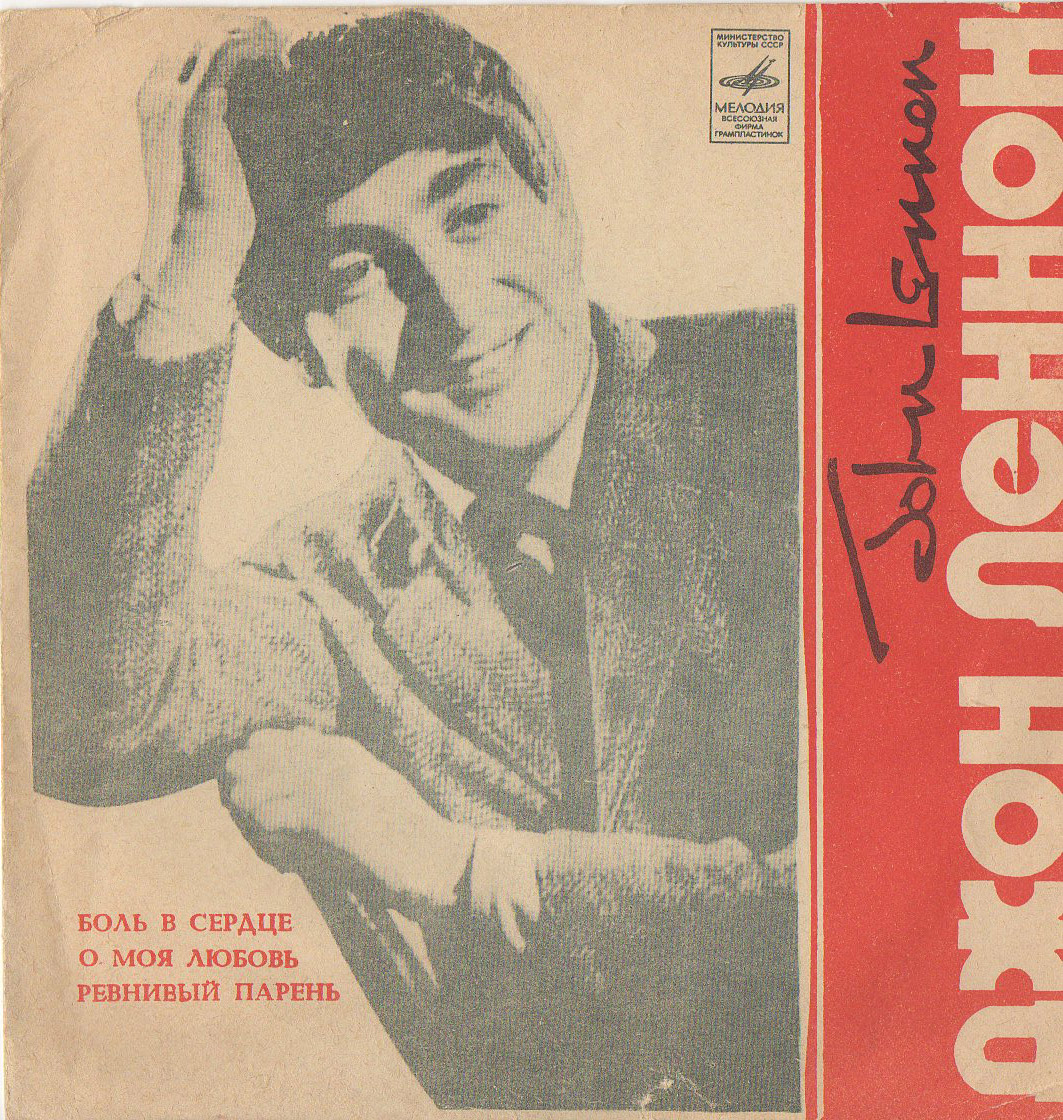 МИНИСТЕРСТВО
КУЛЬТУРЫ СССР
МЕЛОДИЯ
ВСЕСОЮЗНАЯ
ФИРМА
ГРАМПЛАСТИНОК
John Lennon
Джон Леннон
БОЛЬ В СЕРДЦЕ
О МОЯ ЛЮБОВЬ
РЕВНИВЫЙ ПАРЕНЬ